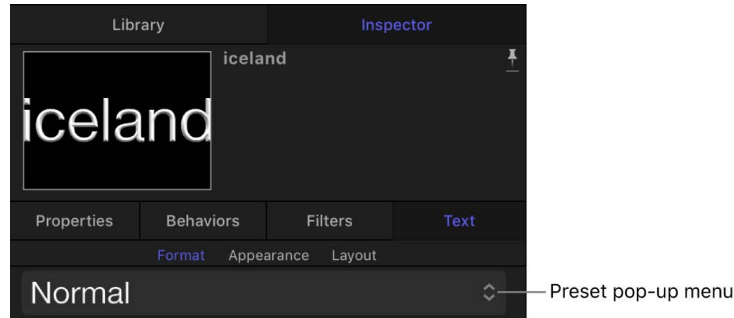 Library Inspector
iceland
iceland
Properties Behaviors Filters Text
Format Appearance Layout
Normal
Preset pop-up menu